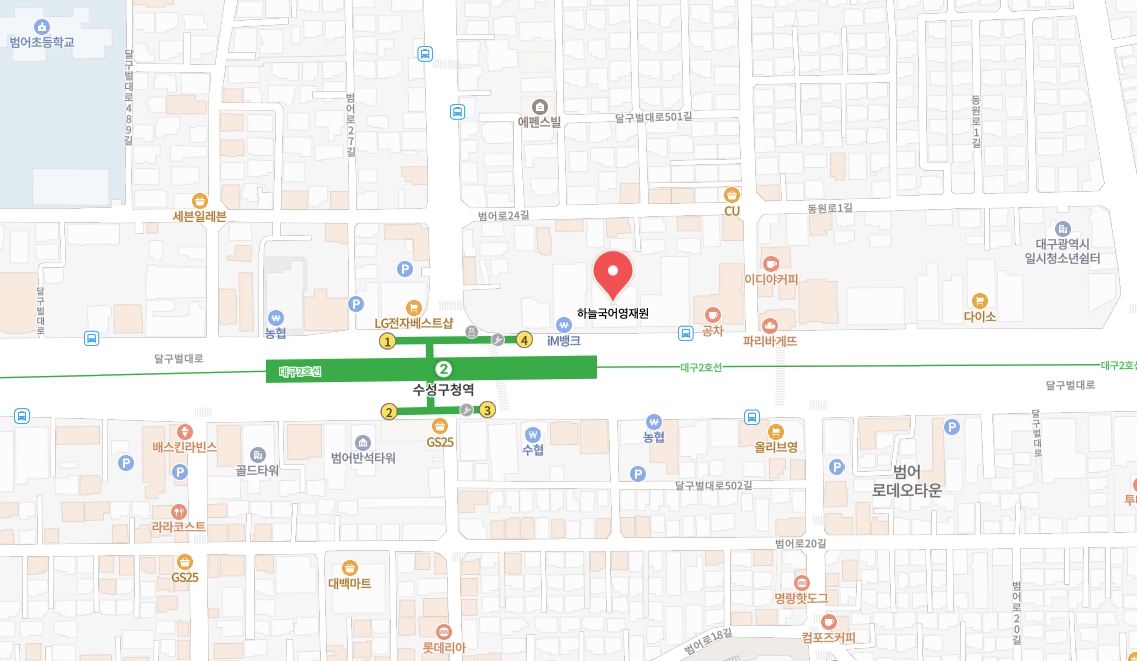 범어초등학교
달구벌대로489길
범어로27길
에펜스빌
달구벌대로501길
동원로1길
세븐일레븐
범어로24길
CU
동원로1길
대구광역시
일시청소년쉼터
이디야커피
P
P
하늘국어영재원
달구벌대로
농협
LG전자베스트샵
iM뱅크
공차
파리바게뜨
다이소
1
4
달구벌대로
대구2호선
2
대구2호선
대구2호선
수성구청역
달구벌대로
2
3
배스킨라빈스
골드타워
범어반석타워
GS25
수협
농협
올리브영
P
달구벌대로
P
P
P
P
범어
로데오타운
라라코스트
달구벌대로502길
투
범어로20길
GS25
대백마트
명랑핫도그
범어로20길
롯데리아
범어로18길
컴포즈커피